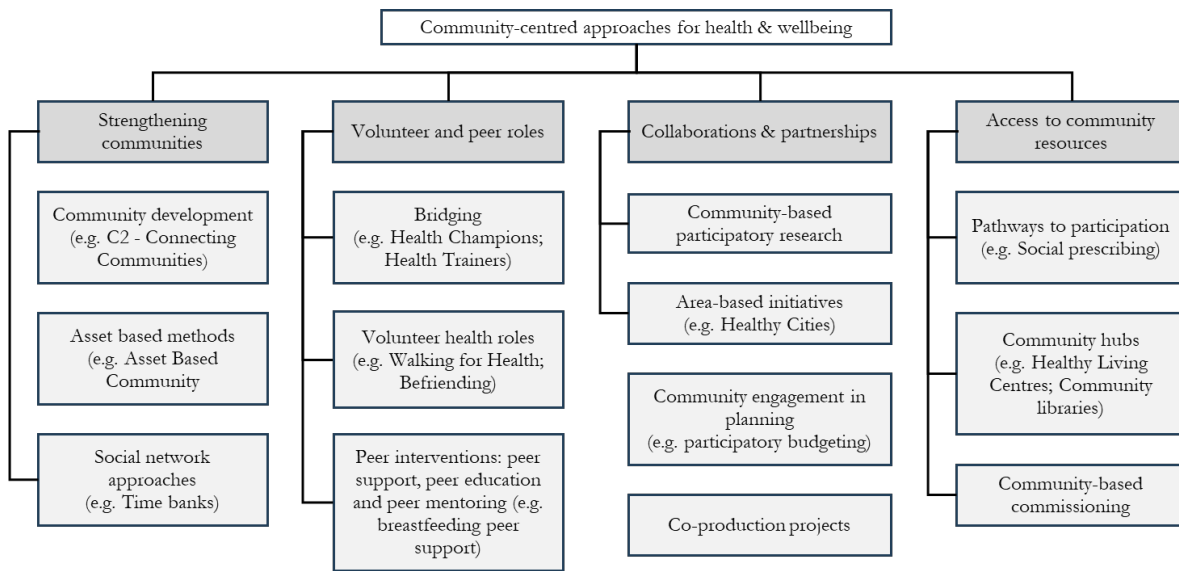 Community-centred approaches for health & wellbeing
Strengthening
communities
Community development
(e.g. C2 - Connecting
Communities)
Asset based methods
(e.g. Asset Based
Community
Social network
approaches
(e.g. Time banks)
Volunteer and peer roles
Bridging
(e.g. Health Champions;
Health Trainers)
Volunteer health roles
(e.g. Walking for Health;
Befriending)
Peer interventions: peer
support, peer education
and peer mentoring (e.g.
breastfeeding peer
support)
Collaborations & partnerships
Community-based
participatory research
Area-based initiatives
(e.g. Healthy Cities)
Community engagement in
planning
(e.g. participatory budgeting)
Co-production projects
Access to community
resources
Pathways to participation
(e.g. Social prescribing)
Community hubs
(e.g. Healthy Living
Centres; Community
libraries)
Community-based
commissioning